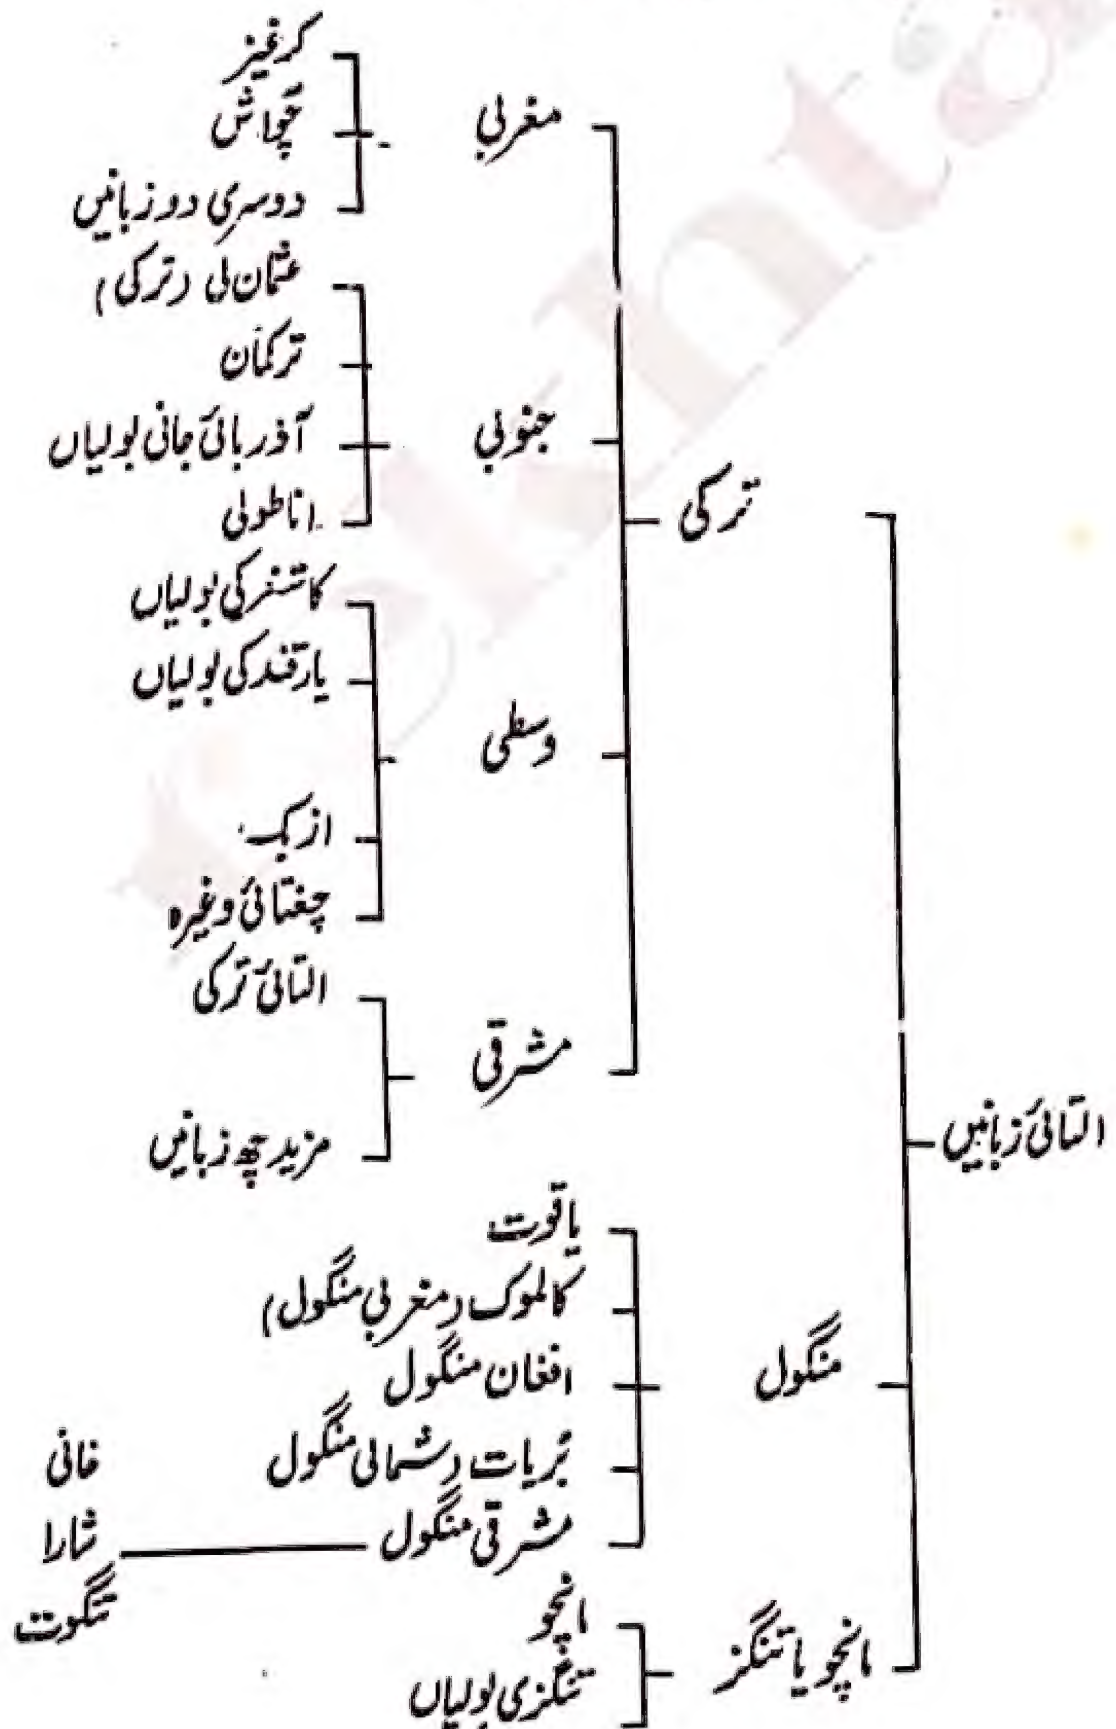 کرغیز
مغربی
چواش
دوسری دو زبانیں
عثمان لی (ترکی)
ترکمان
جنوبی
آذربائی جانی بولیاں
ترکی
اناطولی
کاشغر کی بولیاں
یارقند کی بولیاں
وسطی
ازبک
چغتائی وغیرہ
التائی ترکی
مشرقی
التائی زبانیں
مزید چھ زبانیں
یاقوت
کالموک (مغربی منگول)
منگول
افغان منگول
بُریات (شمالی منگول
خانی
مشرقی منگول
شارا
تنگوت
مانچو یا تنگز
مانچو
تنگزی بولیاں